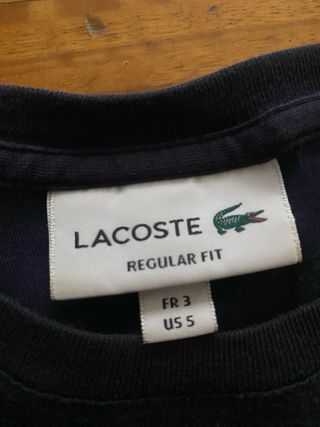 LACOSTE
REGULAR FIT
FR 3
US S